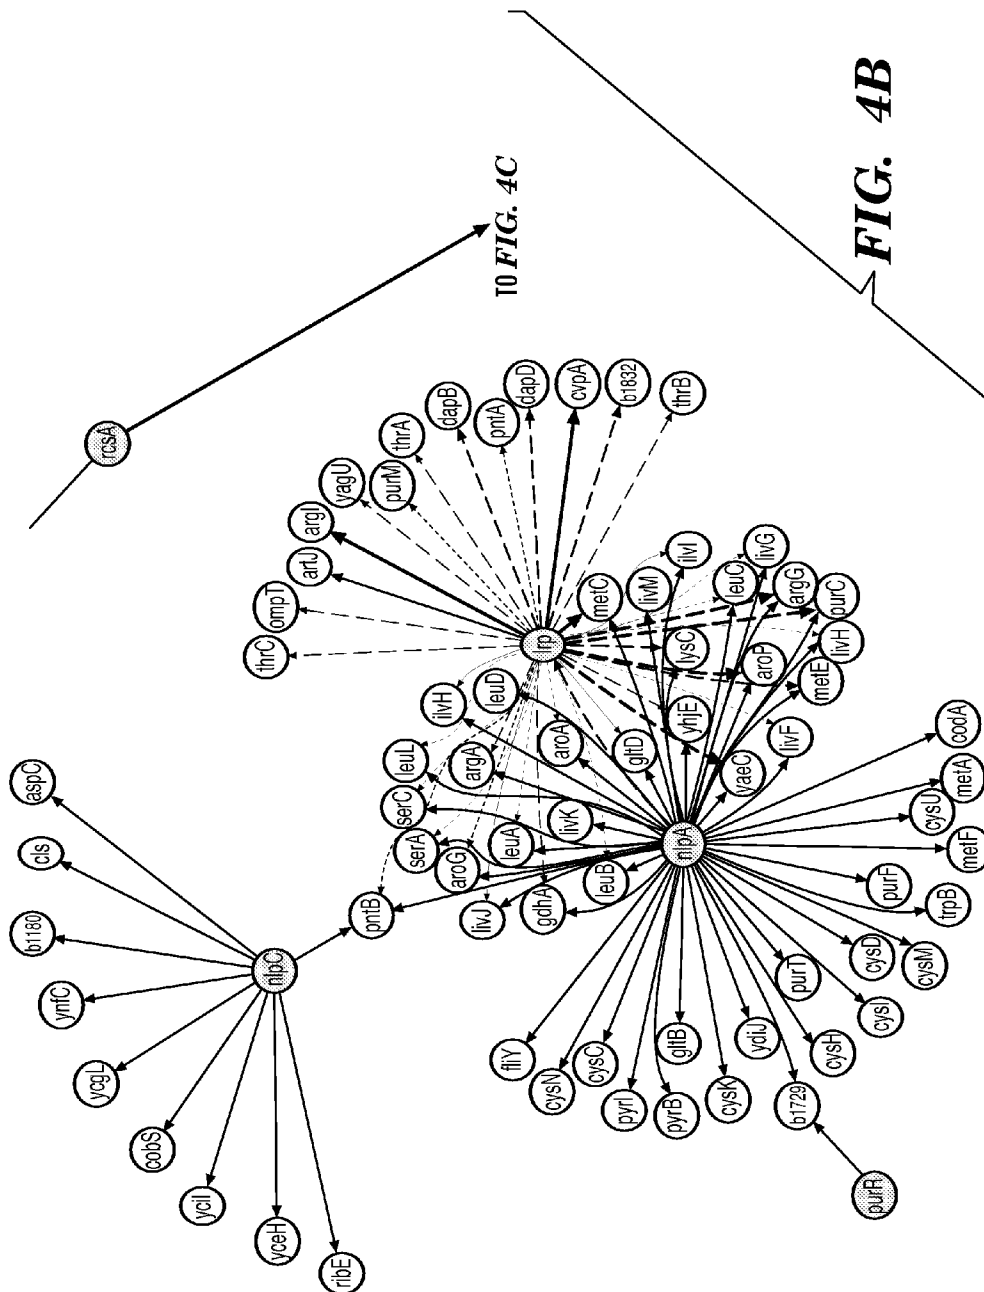 rcsA
TO FIG. 4C
FIG. 4B
thrC
ompT
artJ
argI
yagU
purM
thrA
dapB
pntA
dapD
cvpA
b1832
thrB
lrp
metC
livM
ilvI
livG
leuC
argG
purC
livH
lysC
aroP
metE
ilvH
leuD
leuL
argA
aroA
gltD
yhjE
yaeC
livF
serC
serA
aroG
leuA
livK
leuB
gdhA
livJ
pntB
nlpA
codA
metA
cysU
metF
purF
trpB
cysD
cysM
purT
cysI
cysH
ydiJ
b1729
gltB
cysK
pyrB
pyrI
cysC
cysN
fliY
purR
nlpC
aspC
cls
b1180
ynfC
ycgL
cobS
yciI
yceH
ribE